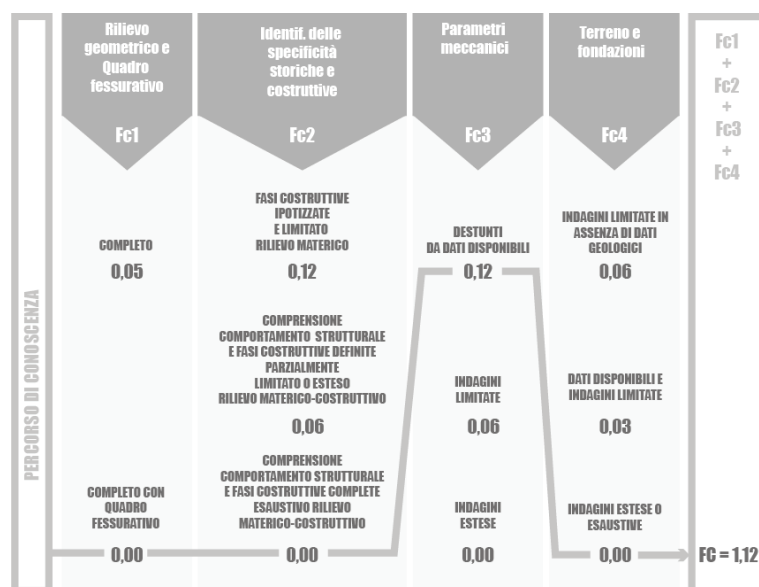 Rilievo
geometrico e
Quadro
fessurativo
Fc1
Identif. delle
specificità
storiche e
costruttive
Fc2
Parametri
meccanici
Fc3
Terreno e
fondazioni
Fc4
Fc1
+
Fc2
+
Fc3
+
Fc4
PERCORSO DI CONOSCENZA
COMPLETO
0,05
FASI COSTRUTTIVE
IPOTIZZATE
E LIMITATO
RILIEVO MATERICO
0,12
DESTUNTI
DA DATI DISPONIBILI
0,12
INDAGINI LIMITATE IN
ASSENZA DI DATI
GEOLOGICI
0,06
COMPRENSIONE
COMPORTAMENTO STRUTTURALE
E FASI COSTRUTTIVE DEFINITE
PARZIALMENTE
LIMITATO O ESTESO
RILIEVO MATERICO-COSTRUTTIVO
0,06
INDAGINI
LIMITATE
0,06
DATI DISPONIBILI E
INDAGINI LIMITATE
0,03
COMPLETO CON
QUADRO
FESSURATIVO
0,00
COMPRENSIONE
COMPORTAMENTO STRUTTURALE
E FASI COSTRUTTIVE COMPLETE
ESAUSTIVO RILIEVO
MATERICO-COSTRUTTIVO
0,00
INDAGINI
ESTESE
0,00
INDAGINI ESTESE O
ESAUSTIVE
0,00
FC = 1,12